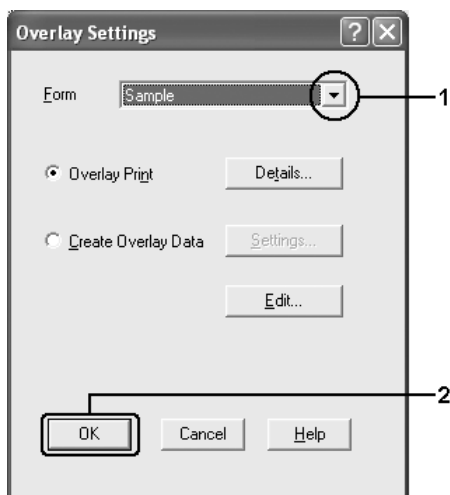 Overlay Settings
Form Sample 1
Overlay Print Details...
Create Overlay Data Settings...
Edit...
2
OK Cancel Help